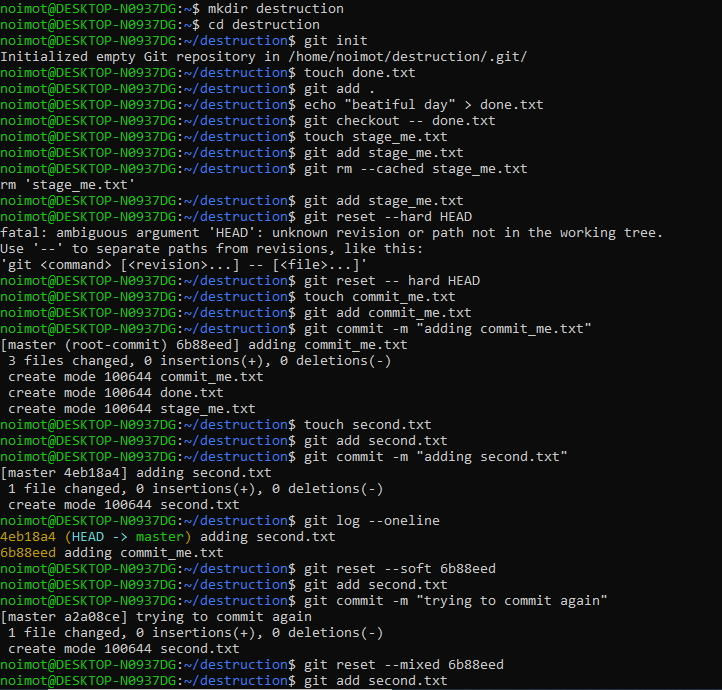 noimot@DESKTOP-N0937DG:~$ mkdir destruction
noimot@DESKTOP-N0937DG:~$ cd destruction
noimot@DESKTOP-N0937DG:~/destruction$ git init
Initialized empty Git repository in /home/noimot/destruction/.git/
noimot@DESKTOP-N0937DG:~/destruction$ touch done.txt
noimot@DESKTOP-N0937DG:~/destruction$ git add .
noimot@DESKTOP-N0937DG:~/destruction$ echo "beatiful day" > done.txt
noimot@DESKTOP-N0937DG:~/destruction$ git checkout -- done.txt
noimot@DESKTOP-N0937DG:~/destruction$ touch stage_me.txt
noimot@DESKTOP-N0937DG:~/destruction$ git add stage_me.txt
noimot@DESKTOP-N0937DG:~/destruction$ git rm --cached stage_me.txt
rm 'stage_me.txt'
noimot@DESKTOP-N0937DG:~/destruction$ git add stage_me.txt
noimot@DESKTOP-N0937DG:~/destruction$ git reset --hard HEAD
fatal: ambiguous argument 'HEAD': unknown revision or path not in the working tree.
Use '--' to separate paths from revisions, like this:
'git <command> [<revision>...] -- [<file>...]'
noimot@DESKTOP-N0937DG:~/destruction$ git reset -- hard HEAD
noimot@DESKTOP-N0937DG:~/destruction$ touch commit_me.txt
noimot@DESKTOP-N0937DG:~/destruction$ git add commit_me.txt
noimot@DESKTOP-N0937DG:~/destruction$ git commit -m "adding commit_me.txt"
[master (root-commit) 6b88eed] adding commit_me.txt
 3 files changed, 0 insertions(+), 0 deletions(-)
 create mode 100644 commit_me.txt
 create mode 100644 done.txt
 create mode 100644 stage_me.txt
noimot@DESKTOP-N0937DG:~/destruction$ touch second.txt
noimot@DESKTOP-N0937DG:~/destruction$ git add second.txt
noimot@DESKTOP-N0937DG:~/destruction$ git commit -m "adding second.txt"
[master 4eb18a4] adding second.txt
 1 file changed, 0 insertions(+), 0 deletions(-)
 create mode 100644 second.txt
noimot@DESKTOP-N0937DG:~/destruction$ git log --oneline
4eb18a4 (HEAD -> master) adding second.txt
6b88eed adding commit_me.txt
noimot@DESKTOP-N0937DG:~/destruction$ git reset --soft 6b88eed
noimot@DESKTOP-N0937DG:~/destruction$ git add second.txt
noimot@DESKTOP-N0937DG:~/destruction$ git commit -m "trying to commit again"
[master a2a08ce] trying to commit again
 1 file changed, 0 insertions(+), 0 deletions(-)
 create mode 100644 second.txt
noimot@DESKTOP-N0937DG:~/destruction$ git reset --mixed 6b88eed
noimot@DESKTOP-N0937DG:~/destruction$ git add second.txt